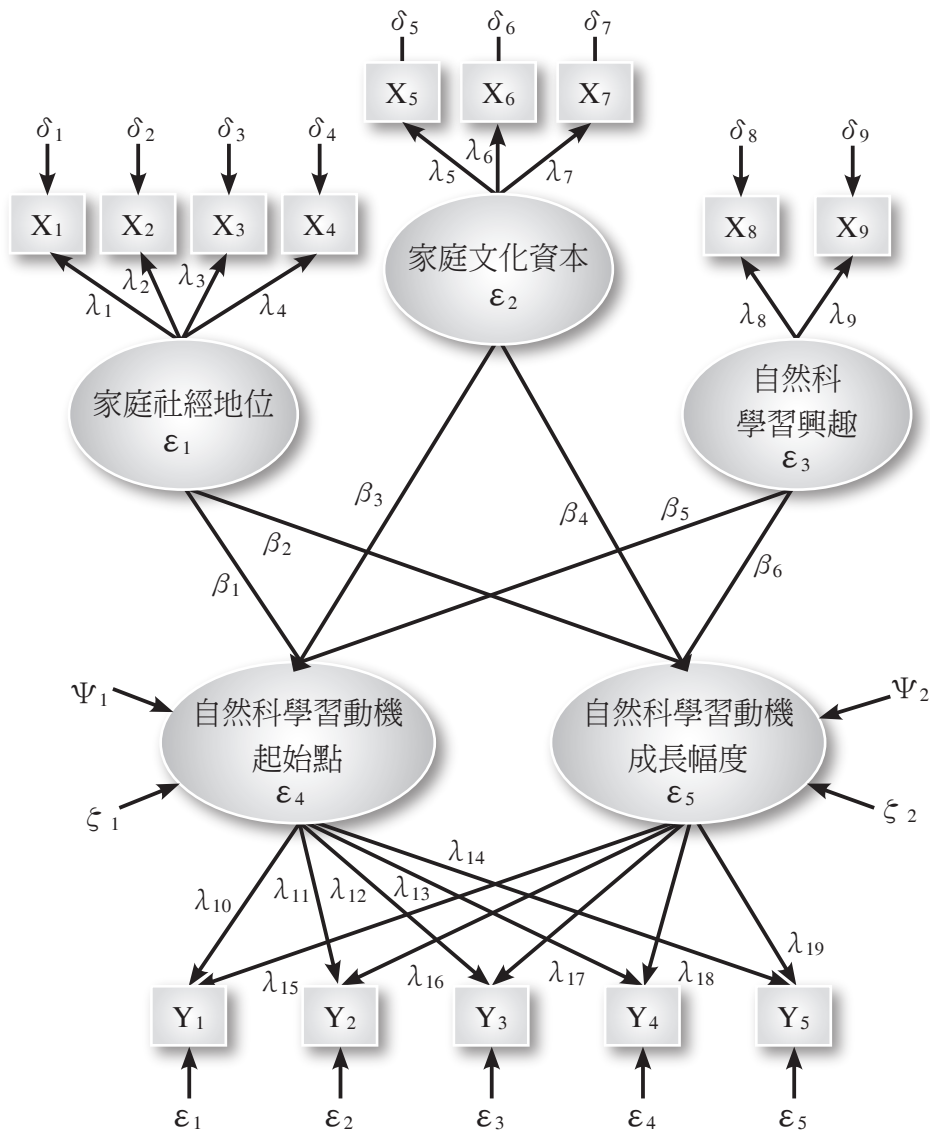 δ5 δ6 δ7
X5 X6 X7
δ1 δ2 δ3 δ4
δ8 δ9
λ5 λ6 λ7
X1 X2 X3 X4
X8 X9
家庭文化資本
ε2
λ1 λ2 λ3 λ4
λ8 λ9
家庭社經地位
ε1
自然科
學習興趣
ε3
β1 β2 β3 β4 β5 β6
Ψ1
自然科學習動機
起始點
ε4
ζ1
自然科學習動機
成長幅度
ε5
Ψ2
ζ2
λ10 λ11 λ12 λ13 λ14
λ15 λ16 λ17 λ18 λ19
Y1 Y2 Y3 Y4 Y5
ε1 ε2 ε3 ε4 ε5